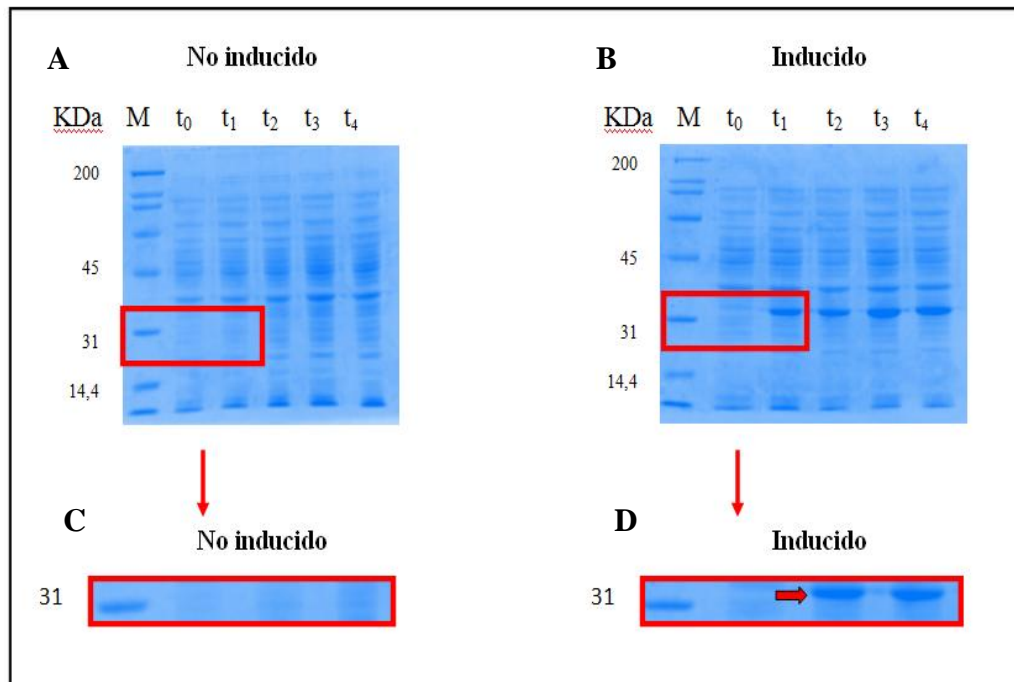 A
No inducido
KDa M t₀ t₁ t₂ t₃ t₄
200
45
31
14,4
B
Inducido
KDa M t₀ t₁ t₂ t₃ t₄
200
45
31
14,4
C
No inducido
31
D
Inducido
31